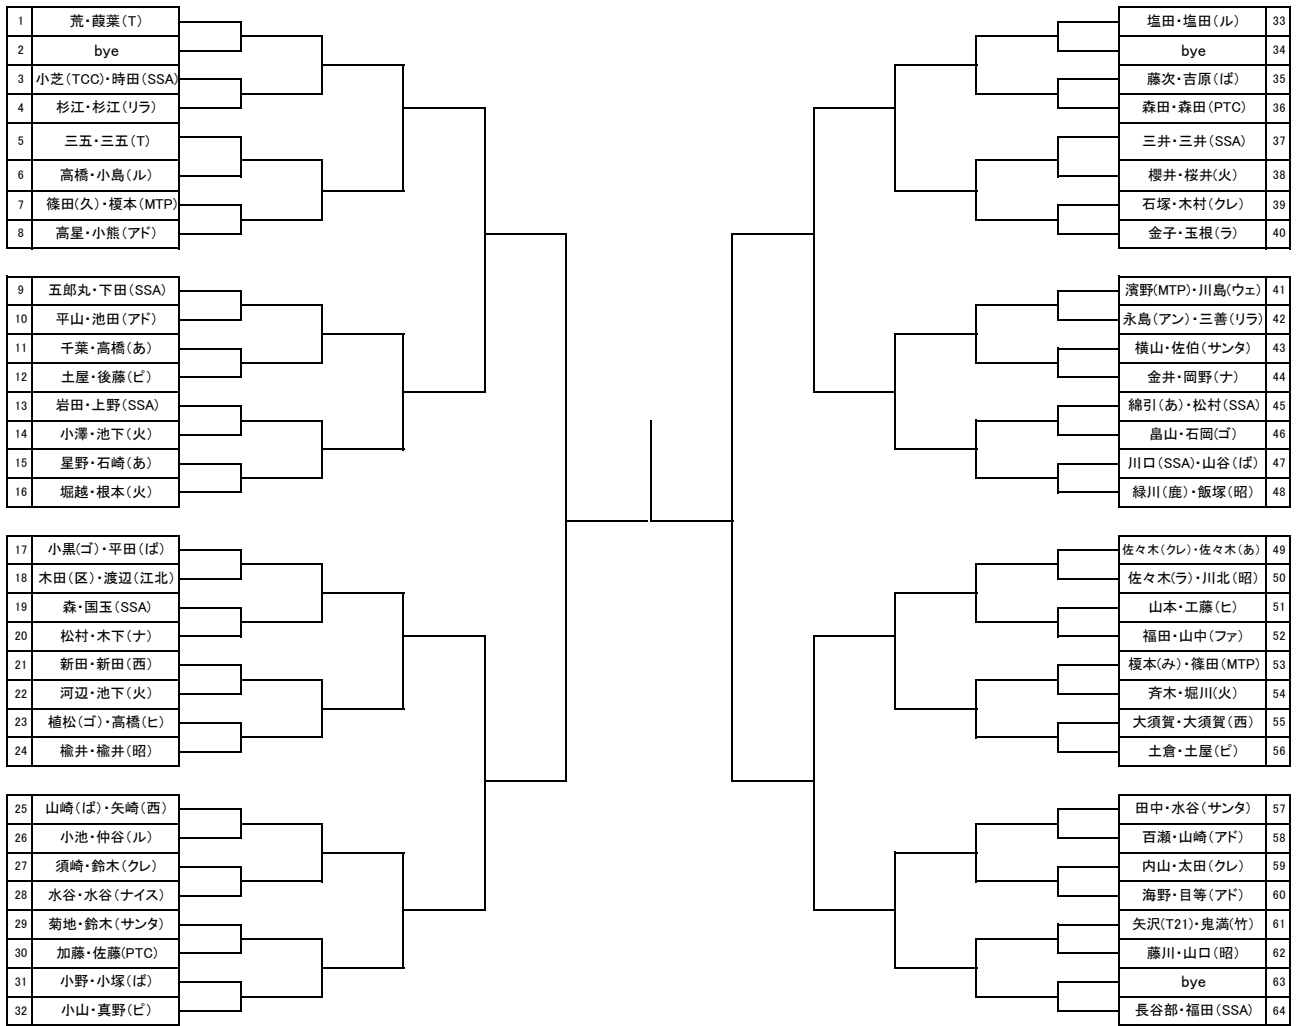 1 荒・葭葉(T)
2 bye
3 小芝(TCC)・時田(SSA)
4 杉江・杉江(リラ)
5 三五・三五(T)
6 高橋・小島(ル)
7 篠田(久)・榎本(MTP)
8 高星・小熊(アド)
9 五郎丸・下田(SSA)
10 平山・池田(アド)
11 千葉・高橋(あ)
12 土屋・後藤(ピ)
13 岩田・上野(SSA)
14 小澤・池下(火)
15 星野・石崎(あ)
16 堀越・根本(火)
17 小黒(ゴ)・平田(ぱ)
18 木田(区)・渡辺(江北)
19 森・国玉(SSA)
20 松村・木下(ナ)
21 新田・新田(西)
22 河辺・池下(火)
23 植松(ゴ)・高橋(ヒ)
24 楡井・楡井(昭)
25 山崎(ぱ)・矢崎(西)
26 小池・仲谷(ル)
27 須崎・鈴木(クレ)
28 水谷・水谷(ナイス)
29 菊地・鈴木(サンタ)
30 加藤・佐藤(PTC)
31 小野・小塚(ぱ)
32 小山・真野(ピ)
塩田・塩田(ル) 33
bye 34
藤次・吉原(ぱ) 35
森田・森田(PTC) 36
三井・三井(SSA) 37
櫻井・桜井(火) 38
石塚・木村(クレ) 39
金子・玉根(ラ) 40
濱野(MTP)・川島(ウェ) 41
永島(アン)・三善(リラ) 42
横山・佐伯(サンタ) 43
金井・岡野(ナ) 44
綿引(あ)・松村(SSA) 45
畠山・石岡(ゴ) 46
川口(SSA)・山谷(ぱ) 47
緑川(鹿)・飯塚(昭) 48
佐々木(クレ)・佐々木(あ) 49
佐々木(ラ)・川北(昭) 50
山本・工藤(ヒ) 51
福田・山中(ファ) 52
榎本(み)・篠田(MTP) 53
斉木・堀川(火) 54
大須賀・大須賀(西) 55
土倉・土屋(ピ) 56
田中・水谷(サンタ) 57
百瀬・山崎(アド) 58
内山・太田(クレ) 59
海野・目等(アド) 60
矢沢(T21)・鬼満(竹) 61
藤川・山口(昭) 62
bye 63
長谷部・福田(SSA) 64